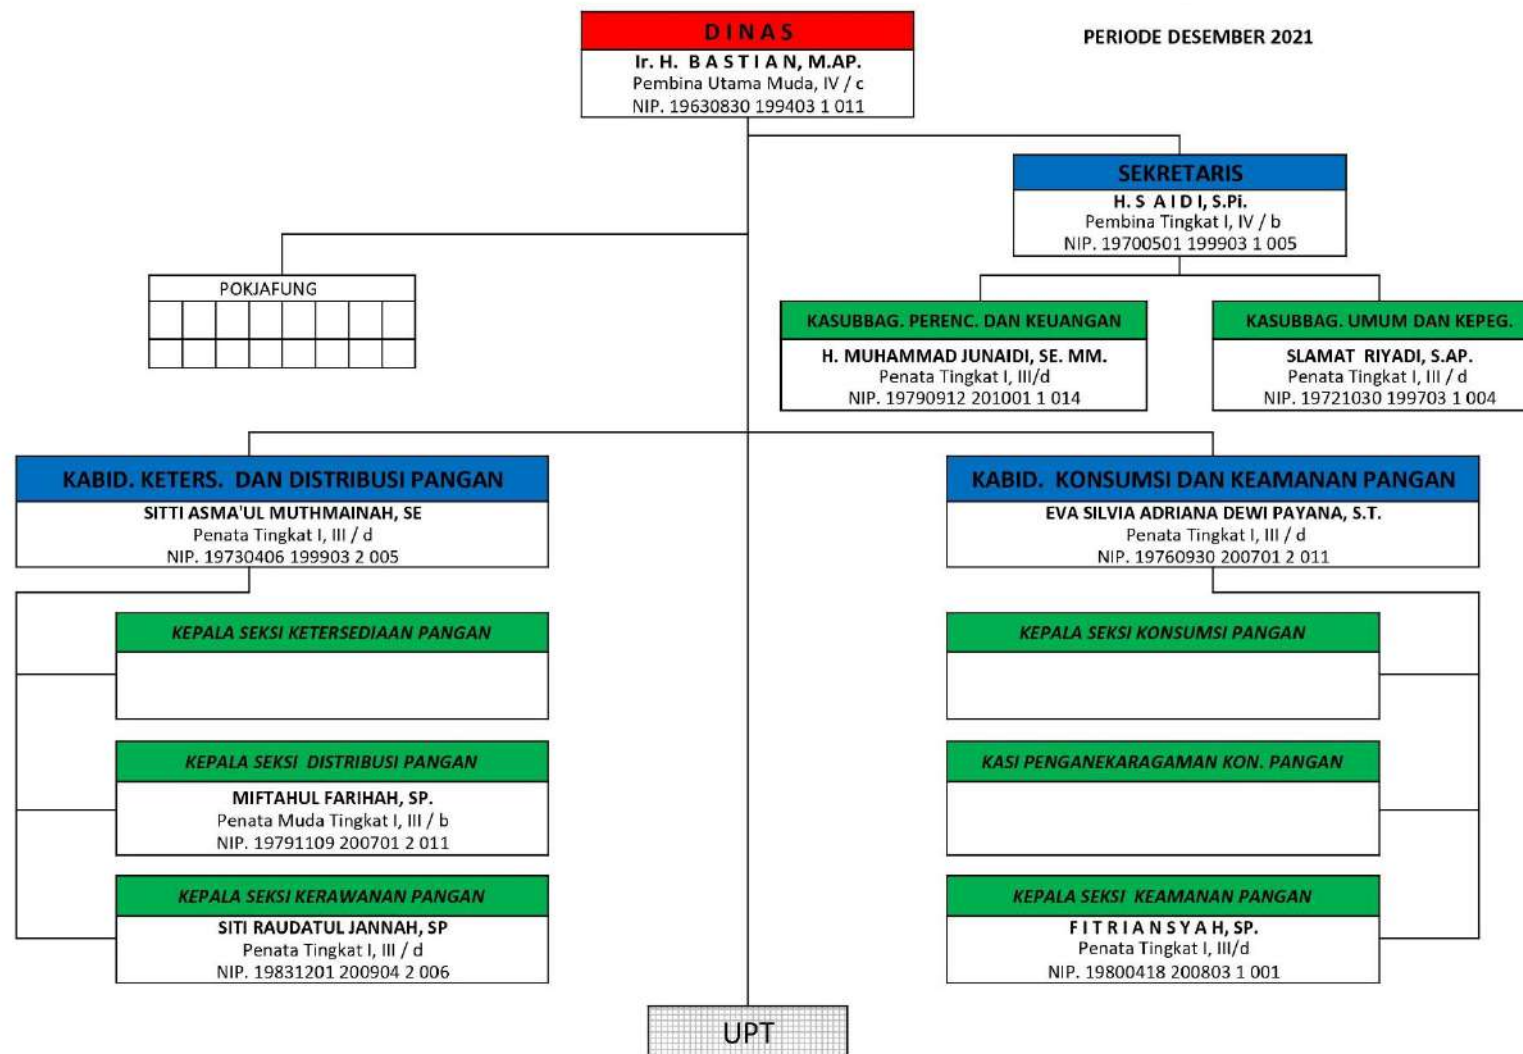 D I N A S
Ir. H. B A S T I A N, M.AP.
Pembina Utama Muda, IV / c
NIP. 19630830 199403 1 011
PERIODE DESEMBER 2021
SEKRETARIS
H. S A I D I, S.Pi.
Pembina Tingkat I, IV / b
NIP. 19700501 199903 1 005
POKJAFUNG
KASUBBAG. PERENC. DAN KEUANGAN
H. MUHAMMAD JUNAIDI, SE. MM.
Penata Tingkat I, III/d
NIP. 19790912 201001 1 014
KASUBBAG. UMUM DAN KEPEG.
SLAMAT RIYADI, S.AP.
Penata Tingkat I, III / d
NIP. 19721030 199703 1 004
KABID. KETERS. DAN DISTRIBUSI PANGAN
SITTI ASMA'UL MUTHMAINAH, SE
Penata Tingkat I, III / d
NIP. 19730406 199903 2 005
KABID. KONSUMSI DAN KEAMANAN PANGAN
EVA SILVIA ADRIANA DEWI PAYANA, S.T.
Penata Tingkat I, III / d
NIP. 19760930 200701 2 011
KEPALA SEKSI KETERSEDIAAN PANGAN
KEPALA SEKSI DISTRIBUSI PANGAN
MIFTAHUL FARIHAH, SP.
Penata Muda Tingkat I, III / b
NIP. 19791109 200701 2 011
KEPALA SEKSI KERAWANAN PANGAN
SITI RAUDATUL JANNAH, SP
Penata Tingkat I, III / d
NIP. 19831201 200904 2 006
KEPALA SEKSI KONSUMSI PANGAN
KASI PENGANEKARAGAMAN KON. PANGAN
KEPALA SEKSI KEAMANAN PANGAN
F I T R I A N S Y A H, SP.
Penata Tingkat I, III/d
NIP. 19800418 200803 1 001
UPT